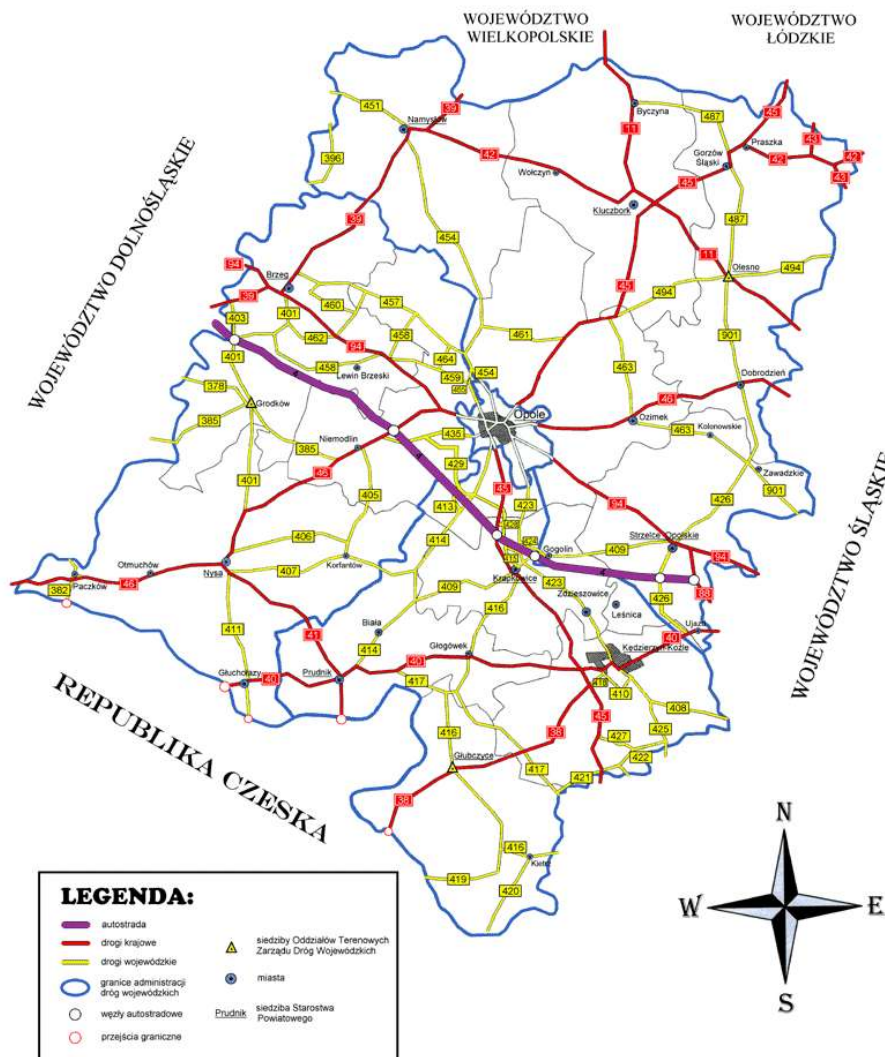 WOJEWÓDZTWO
WIELKOPOLSKIE
WOJEWÓDZTWO
ŁÓDZKIE
39
451
Namysłów
396
42
Wołczyn
11
Byczyna
487
Gorzów
Śląski
45
Praszka
43
42
42
43
45
Kluczbork
487
WOJEWÓDZTWO DOLNOŚLĄSKIE
39
454
45
11
Olesno
494
494
94
Brzeg
39
403
401
460
457
462
458
461
901
401
458
94
464
Lewin Brzeski
459
454
463
378
Grodków
385
Dobrodzień
46
Opole
Ozimek
435
463
Kolonowskie
Niemodlin
385
46
429
Zawadzkie
901
401
405
413
45
423
94
426
406
414
Gogolin
409
Strzelce Opolskie
94
WOJEWÓDZTWO ŚLĄSKIE
Otmuchów
46
Paczków
382
Nysa
407
Korfantów
409
Krapkowice
423
Zdzieszowice
Leśnica
426
88
Ujazd
416
411
41
Biała
414
Głogówek
40
Kędzierzyn-Koźle
40
Głuchołazy
40
Prudnik
417
410
45
408
REPUBLIKA CZESKA
416
38
427
425
422
Głubczyce
417
421
38
416
Kietrz
419
420
N
W
E
S
LEGENDA:
autostrada
drogi krajowe
drogi wojewódzkie
granice administracji
dróg wojewódzkich
węzły autostradowe
przejścia graniczne
siedziby Oddziałów Terenowych
Zarządu Dróg Wojewódzkich
miasta
Prudnik
siedziba Starostwa
Powiatowego